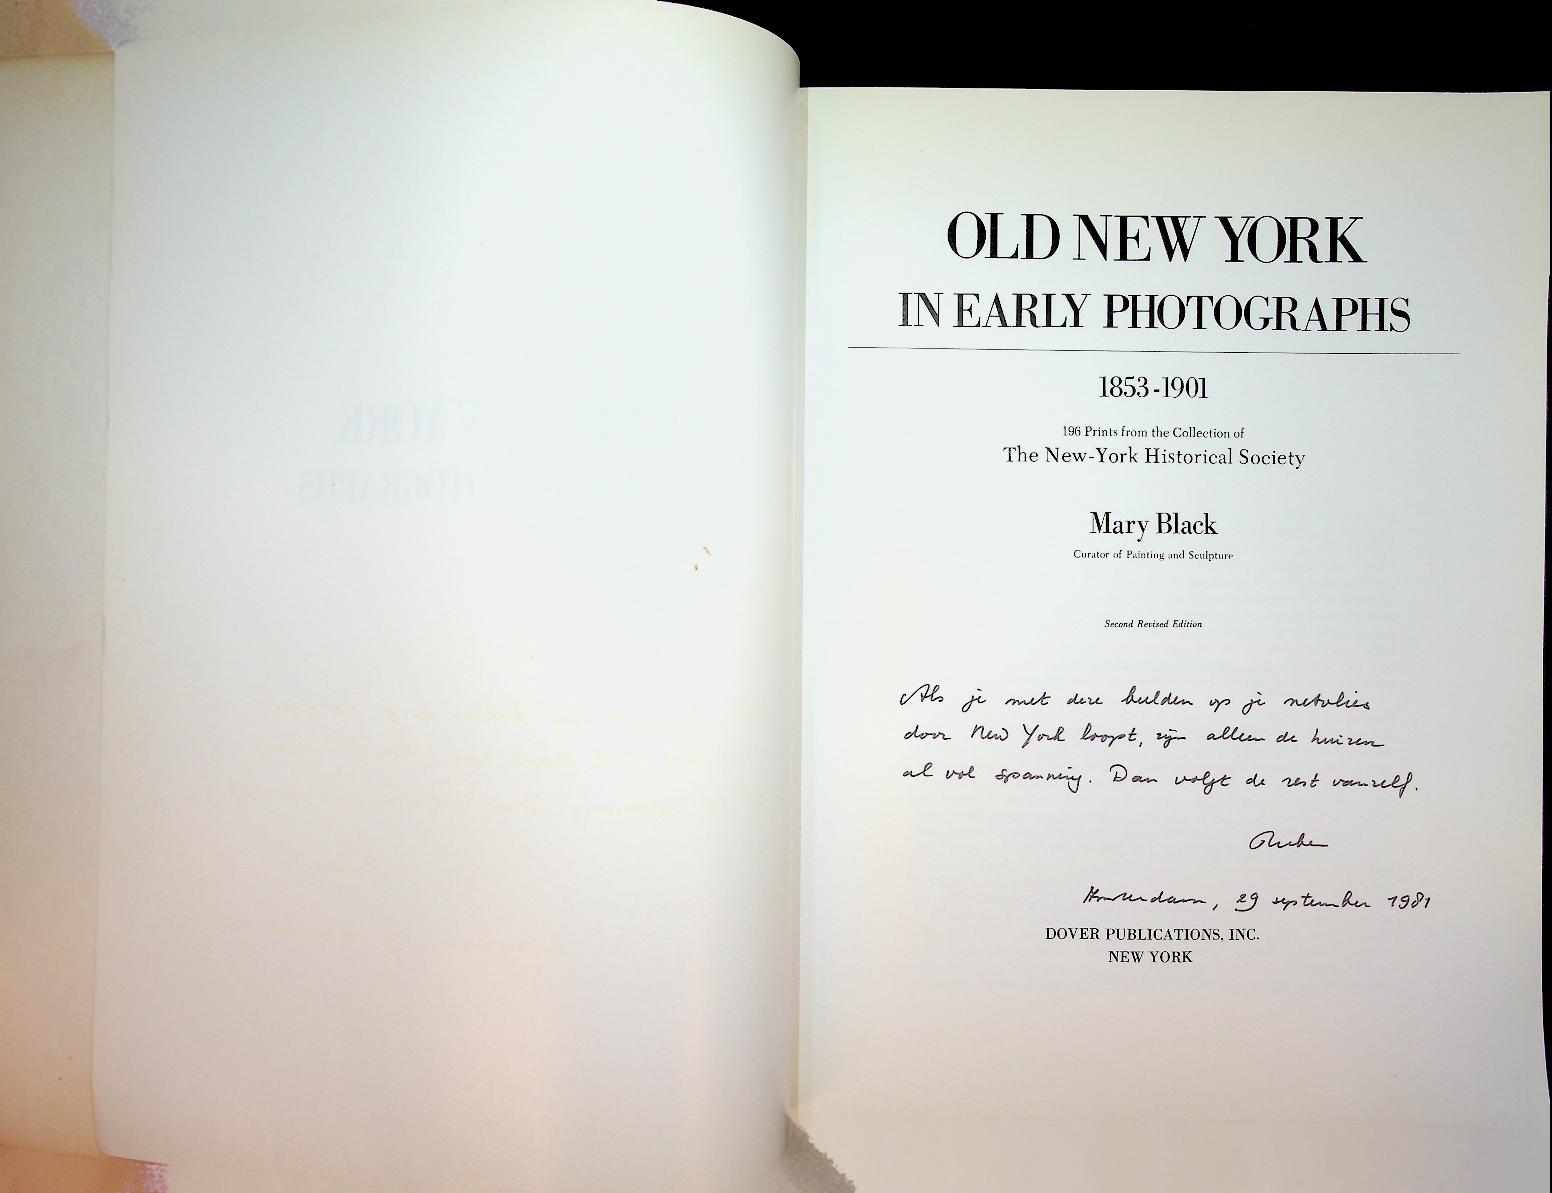 OLD NEW YORK
IN EARLY PHOTOGRAPHS
1853-1901
196 Prints from the Collection of
The New-York Historical Society
Mary Black
Curator of Painting and Sculpture
Second Revised Edition
Als je met deze beelden op je netvlies
door New York loopt, zijn alleen de huizen
al vol spanning. Dan volgt de rest vanzelf.
Amsterdam, 29 september 1981
DOVER PUBLICATIONS, INC.
NEW YORK